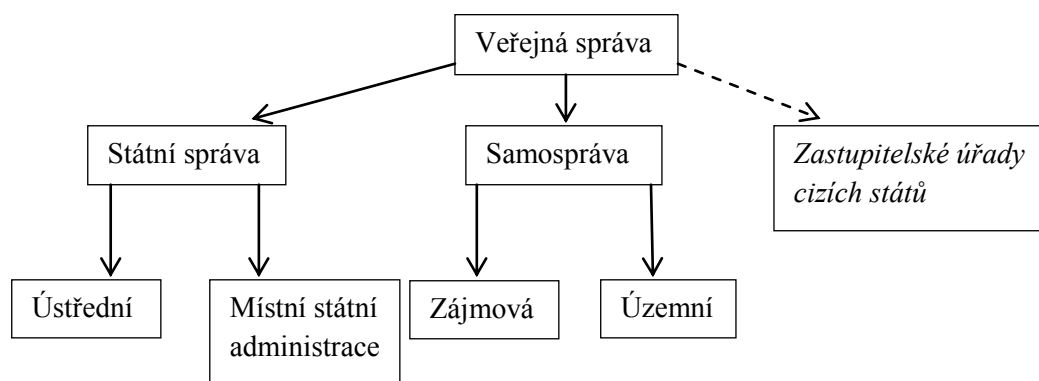 Veřejná správa
Státní správa
Samospráva
Zastupitelské úřady
cizích států
Ústřední
Místní státní
administrace
Zájmová
Územní